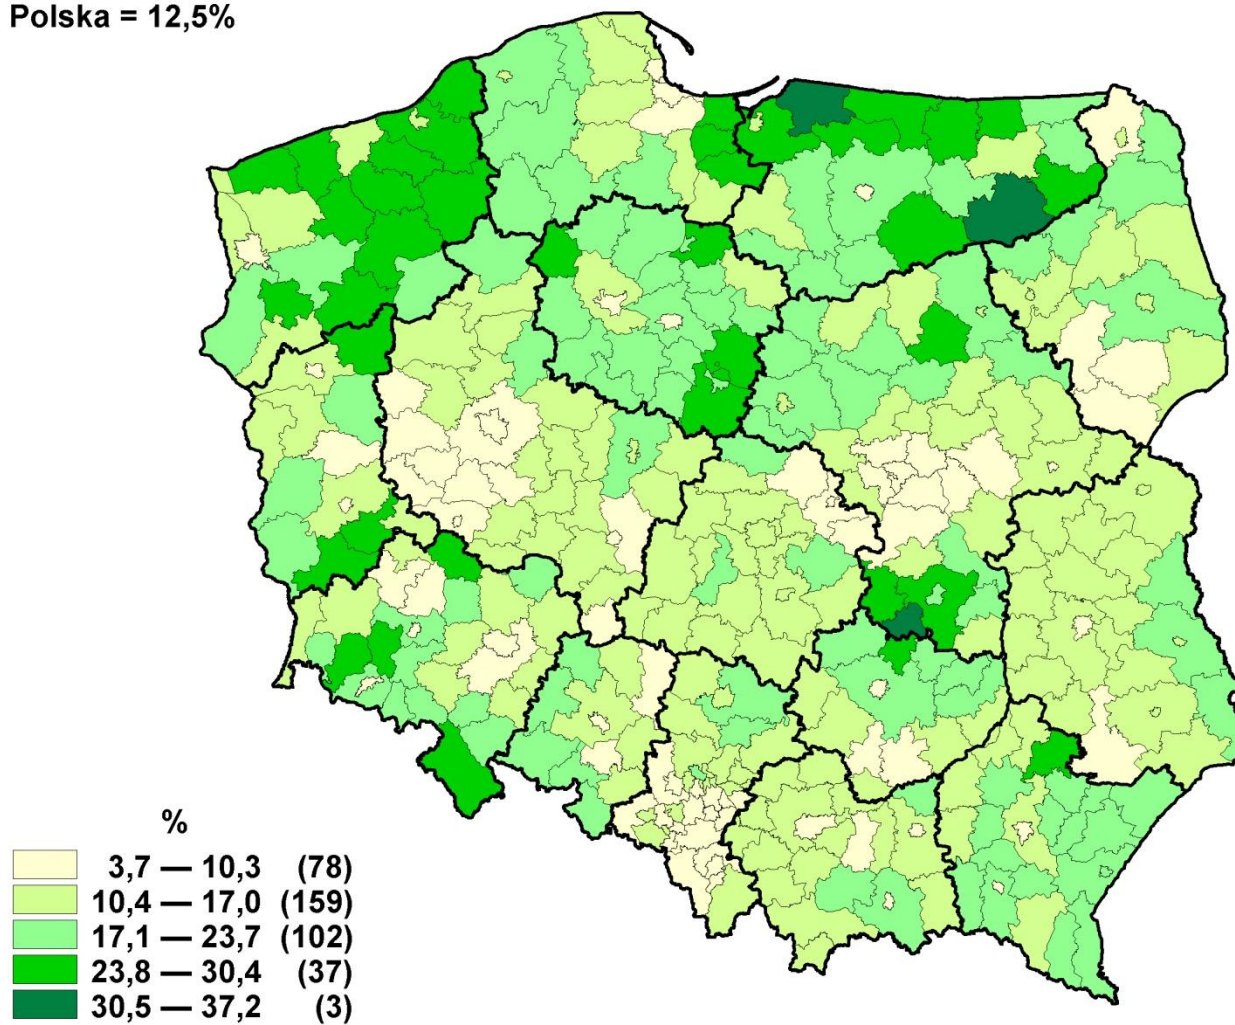 Polska = 12,5%
%
3,7 — 10,3 (78)
10,4 — 17,0 (159)
17,1 — 23,7 (102)
23,8 — 30,4 (37)
30,5 — 37,2 (3)